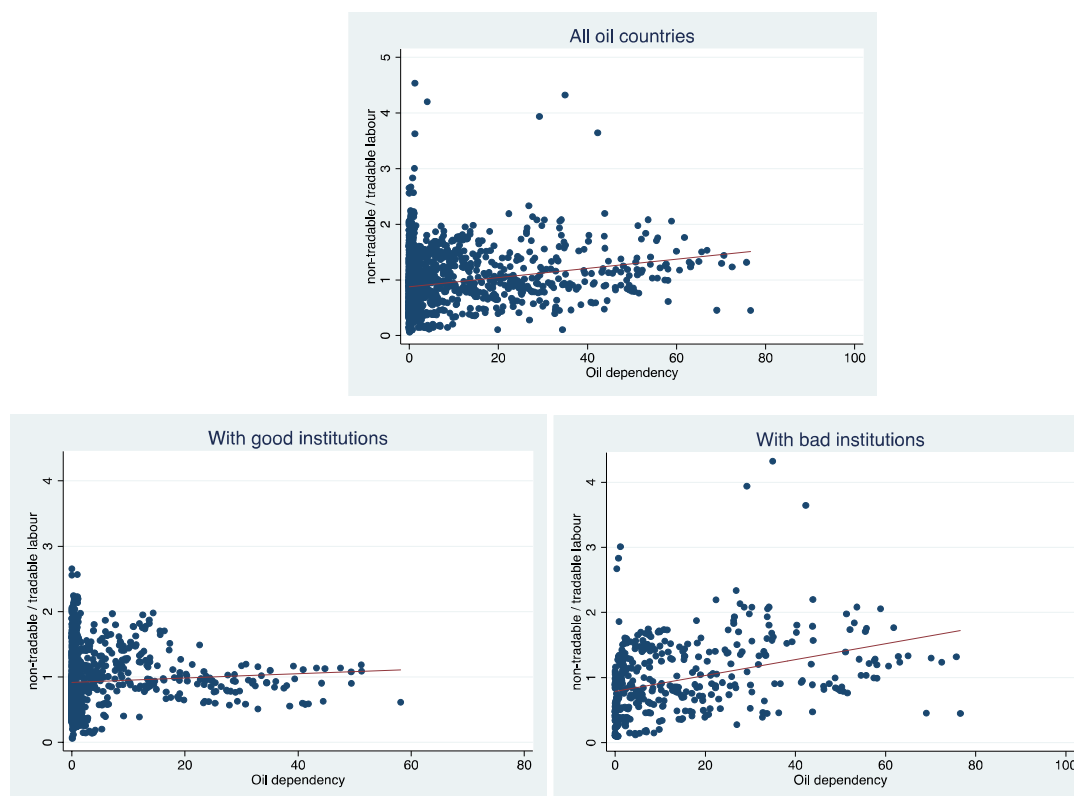 All oil countries
non-tradable / tradable labour
5
4
3
2
1
0
0 20 40 60 80 100
Oil dependency
With good institutions
non-tradable / tradable labour
4
3
2
1
0
0 20 40 60 80
Oil dependency
With bad institutions
non-tradable / tradable labour
4
3
2
1
0
0 20 40 60 80 100
Oil dependency